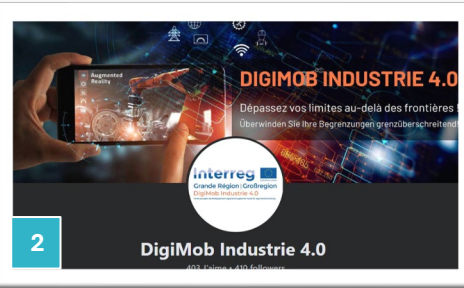 Augmented
Reality
DIGIMOB INDUSTRIE 4.0
Dépassez vos limites au-delà des frontières !
Überwinden Sie Ihre Begrenzungen grenzüberschreitend!
Interreg
Grande Région | Großregion
DigiMob Industrie 4.0
2
DigiMob Industrie 4.0
403 J'aime • 410 followers